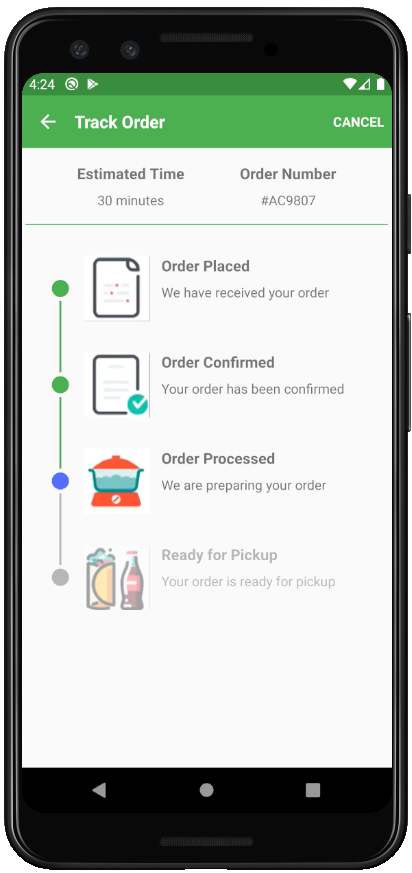 4:24
Track Order
CANCEL
Estimated Time
Order Number
30 minutes
#AC9807
Order Placed
We have received your order
Order Confirmed
Your order has been confirmed
Order Processed
We are preparing your order
Ready for Pickup
Your order is ready for pickup